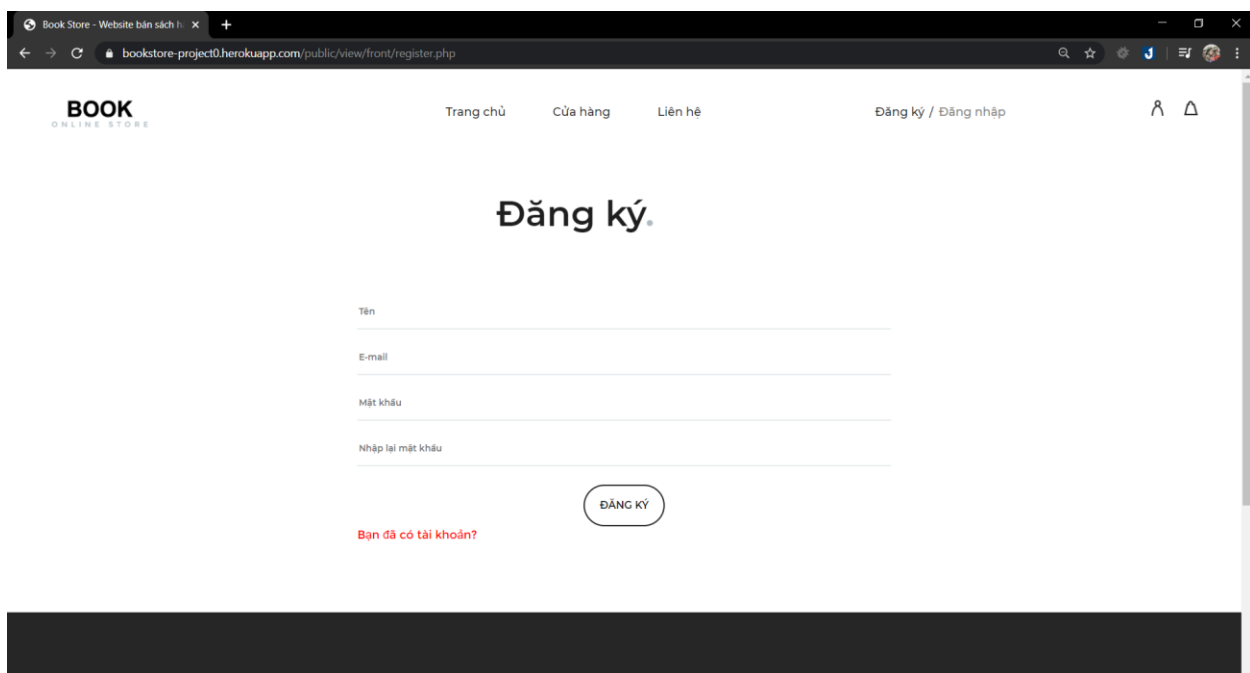 Book Store - Website bán sách h
bookstore-project0.herokuapp.com/public/view/front/register.php
BOOK
ONLINE STORE
Trang chủ Cửa hàng Liên hệ Đăng ký / Đăng nhập
Đăng ký.
Tên
E-mail
Mật khẩu
Nhập lại mật khẩu
ĐĂNG KÝ
Bạn đã có tài khoản?